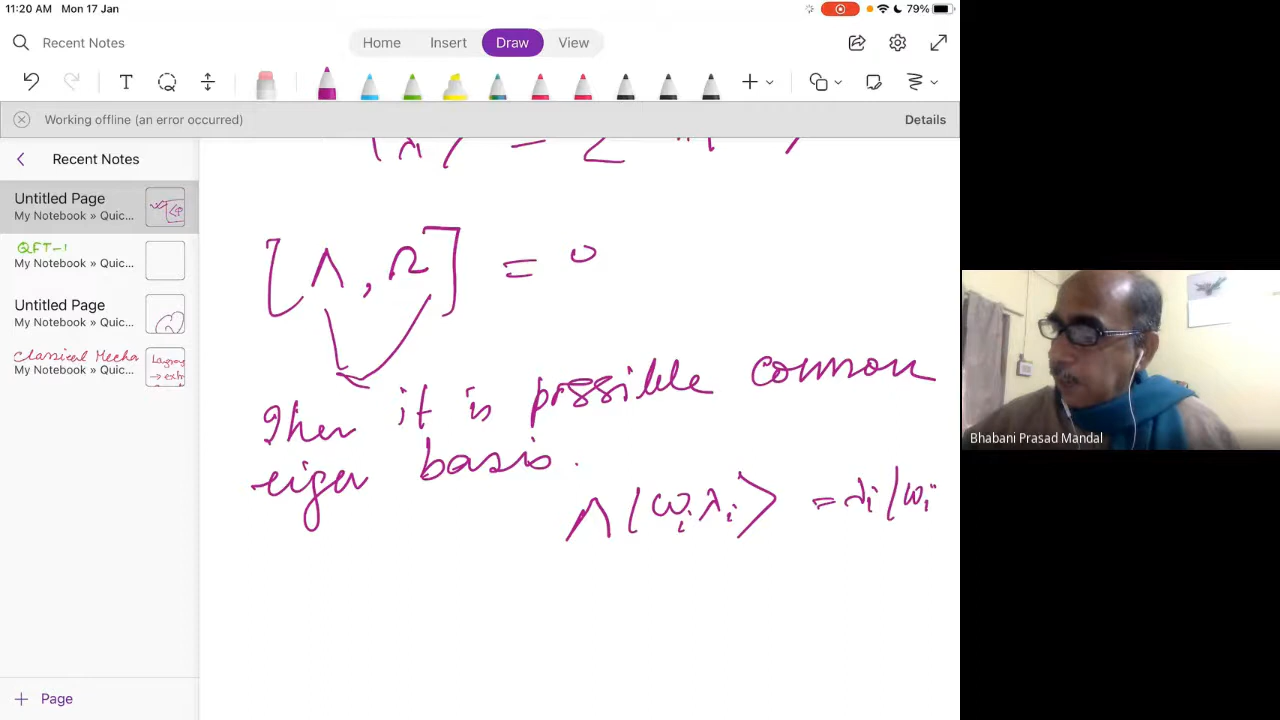 11:20 AM Mon 17 Jan
79%
Recent Notes
Home Insert Draw View
Working offline (an error occurred)
Details
Recent Notes
Untitled Page
My Notebook » Quic...
QFT-1
My Notebook » Quic...
Untitled Page
My Notebook » Quic...
Classical Mecha
My Notebook » Quic...
Page
[Λ, Ω] = 0
Then it is possible common
eigen basis.
Λ|ωᵢ λᵢ⟩ = λᵢ|ωᵢ
Bhabani Prasad Mandal